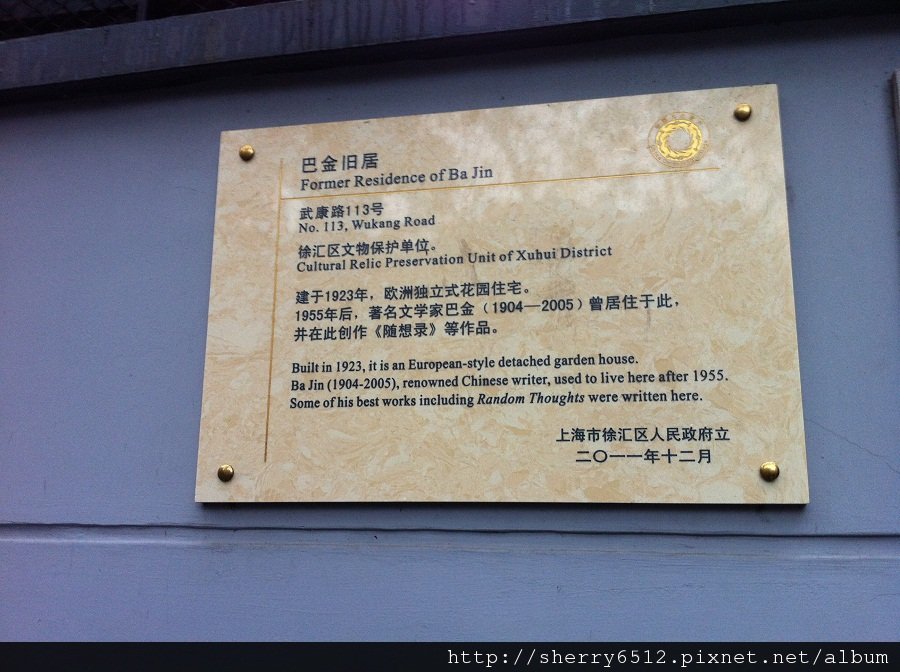 巴金旧居
Former Residence of Ba Jin
武康路113号
No. 113, Wukang Road
徐汇区文物保护单位。
Cultural Relic Preservation Unit of Xuhui District
建于1923年，欧洲独立式花园住宅。
1955年后，著名文学家巴金（1904—2005）曾居住于此，
并在此创作《随想录》等作品。
Built in 1923, it is an European-style detached garden house.
Ba Jin (1904-2005), renowned Chinese writer, used to live here after 1955.
Some of his best works including Random Thoughts were written here.
上海市徐汇区人民政府立
二〇一一年十二月
http://sherry6512.pixnet.net/album